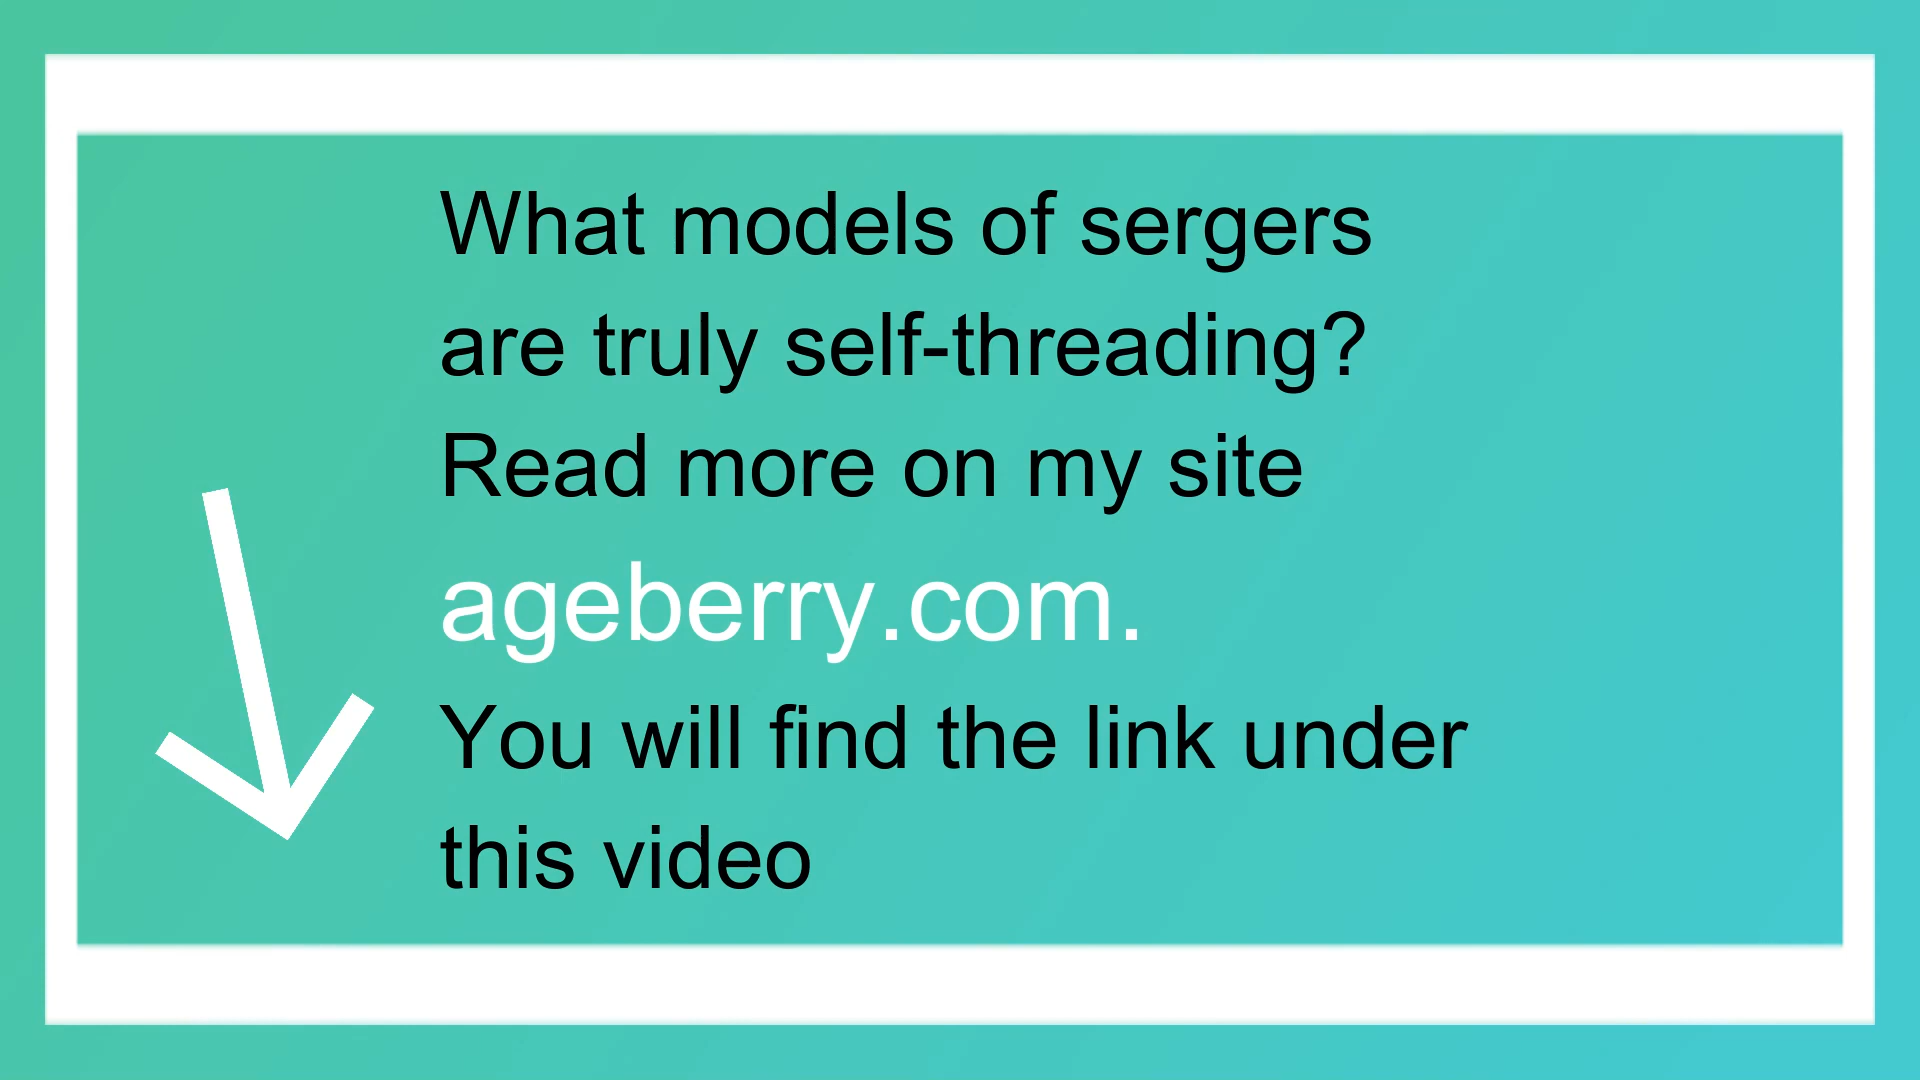 What models of sergers
are truly self-threading?
Read more on my site
ageberry.com.
You will find the link under
this video